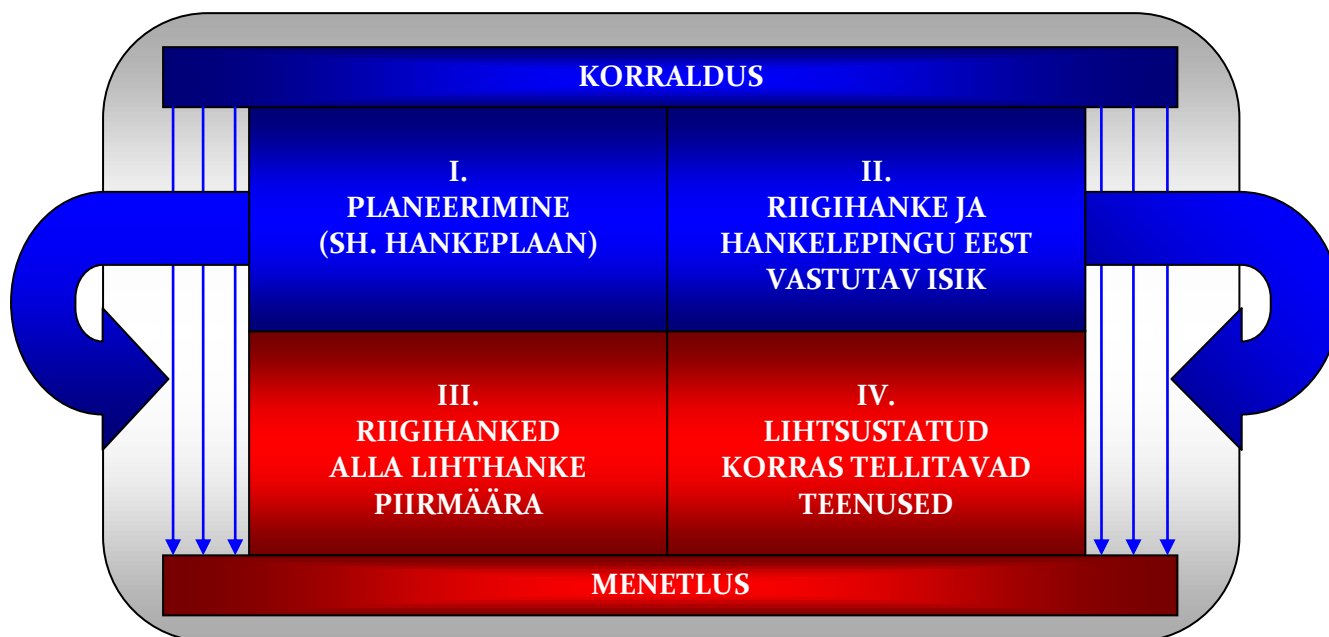 KORRALDUS
I.
PLANEERIMINE
(SH. HANKEPLAAN)
II.
RIIGIHANKE JA
HANKELEPINGU EEST
VASTUTAV ISIK
III.
RIIGIHANKED
ALLA LIHTHANKE
PIIRMÄÄRA
IV.
LIHTSUSTATUD
KORRAS TELLITAVAD
TEENUSED
MENETLUS